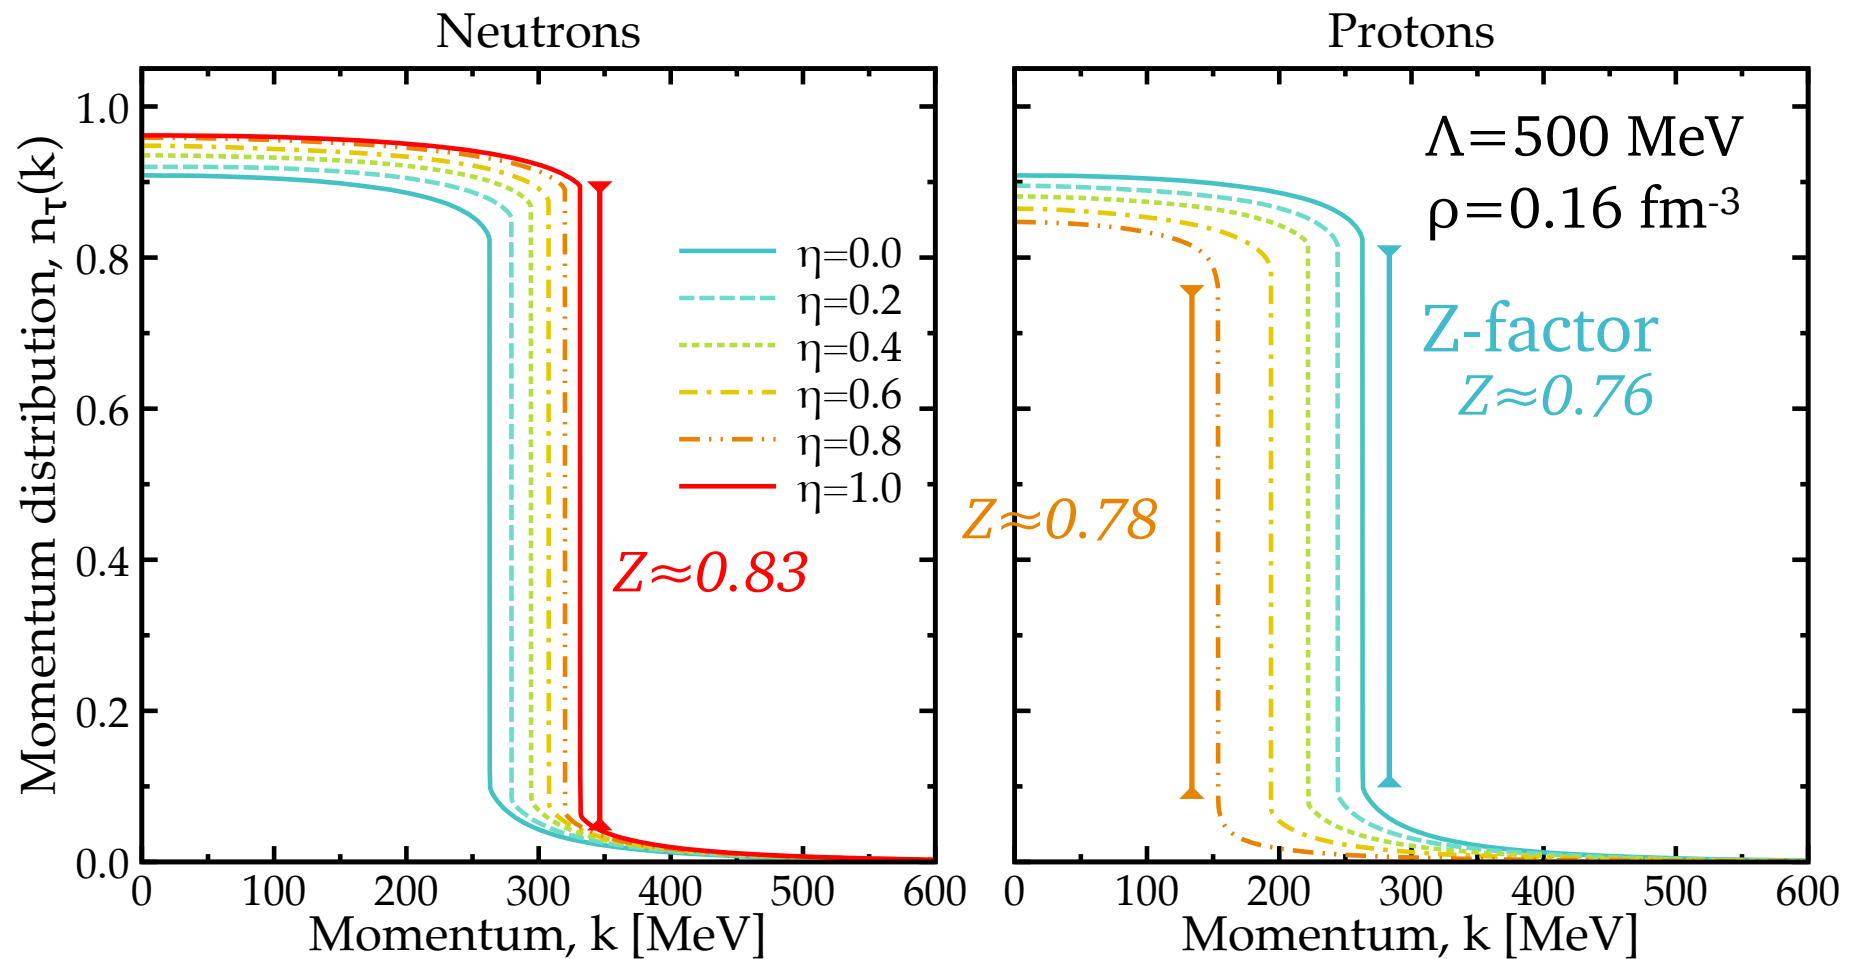 Neutrons
Protons
Momentum distribution, nτ(k)
1.0
0.8
0.6
0.4
0.2
0.0
η=0.0
η=0.2
η=0.4
η=0.6
η=0.8
η=1.0
Z≈0.83
Λ=500 MeV
ρ=0.16 fm-3
Z-factor
Z≈0.76
Z≈0.78
0 100 200 300 400 500 600
0 100 200 300 400 500 600
Momentum, k [MeV]
Momentum, k [MeV]